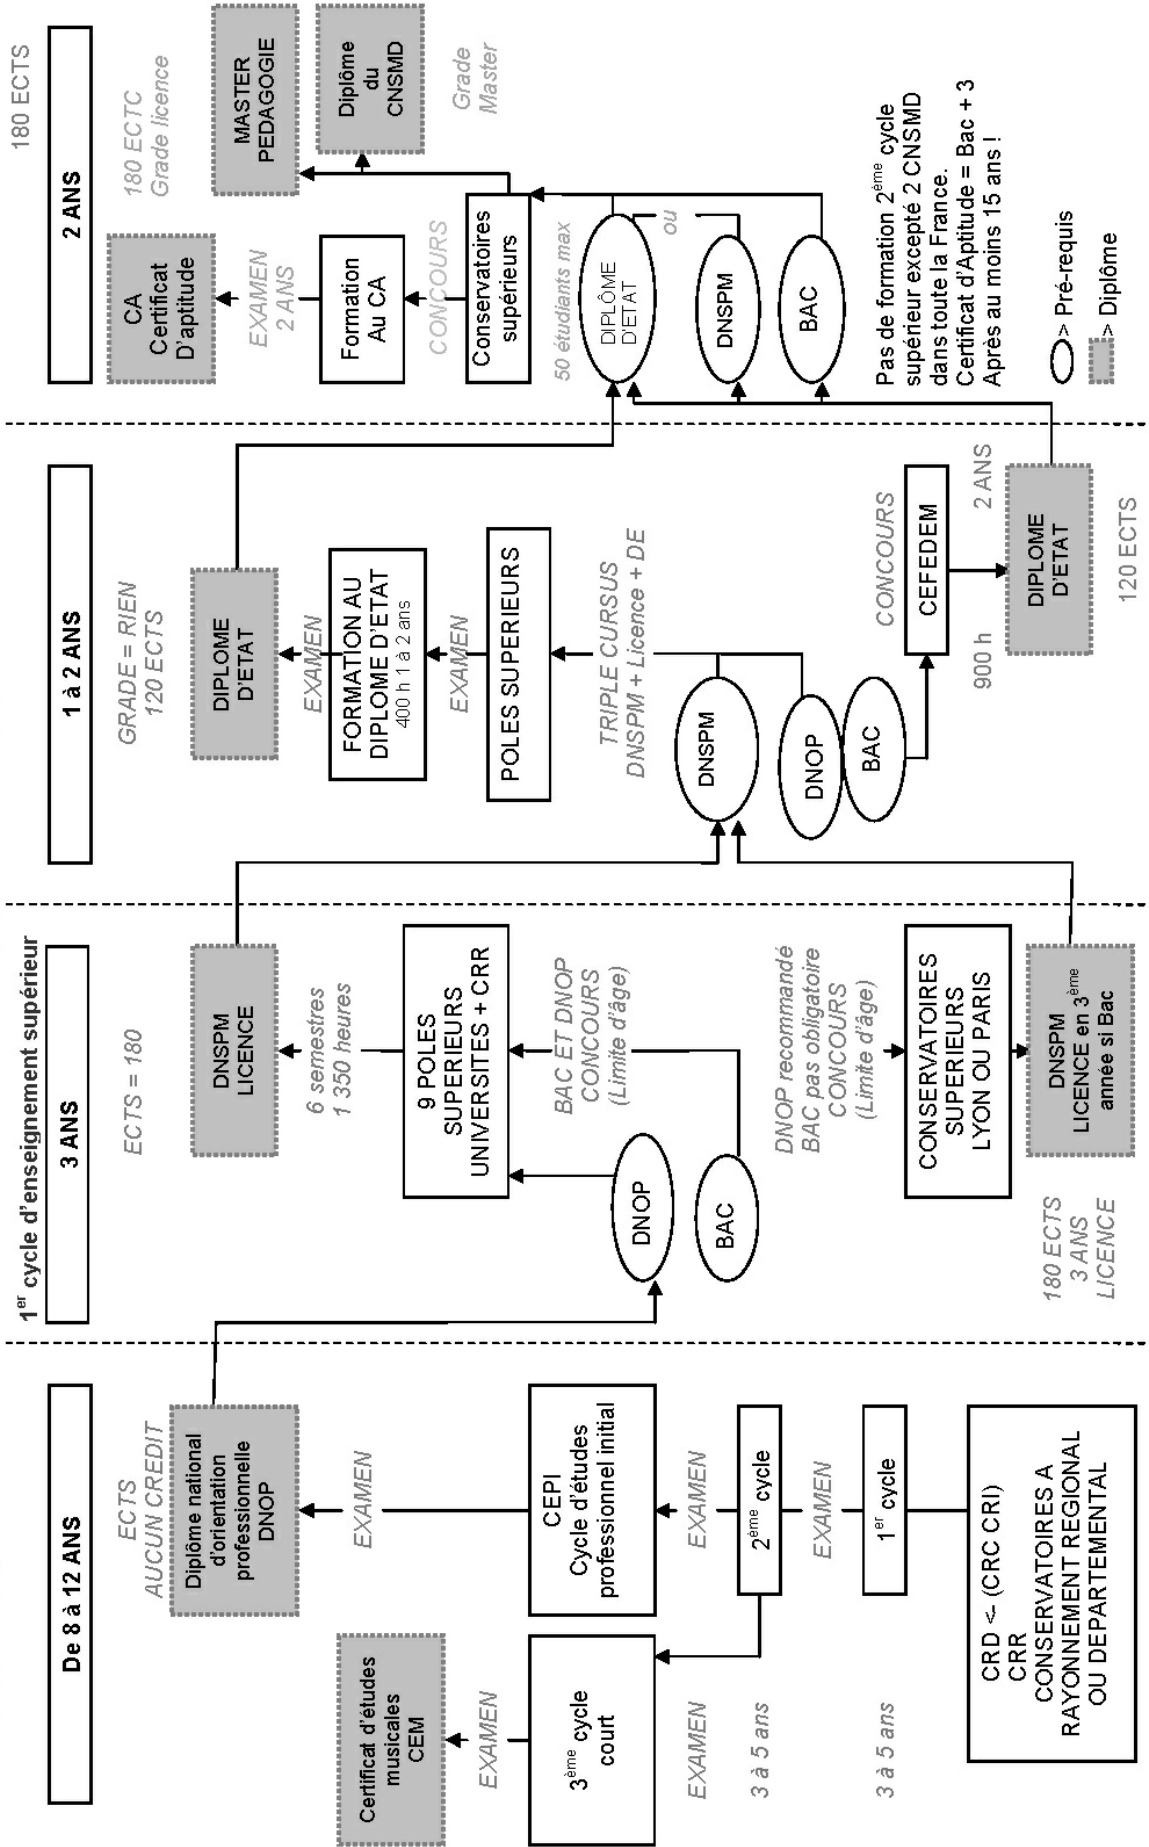 De 8 à 12 ANS
ECTS
AUCUN CREDIT
Diplôme national
d'orientation
professionnelle
DNOP
EXAMEN
Certificat d'études
musicales
CEM
EXAMEN
3ème cycle
court
CEPI
Cycle d'études
professionnel initial
EXAMEN
EXAMEN
3 à 5 ans
2ème cycle
EXAMEN
3 à 5 ans
1er cycle
CRD <- (CRC CRI)
CRR
CONSERVATOIRES A
RAYONNEMENT REGIONAL
OU DEPARTEMENTAL
1er cycle d'enseignement supérieur
3 ANS
ECTS = 180
DNSPM
LICENCE
6 semestres
1 350 heures
9 POLES
SUPERIEURS
UNIVERSITES + CRR
BAC ET DNOP
CONCOURS
(Limite d'âge)
DNOP
BAC
DNOP recommandé
BAC pas obligatoire
CONCOURS
(Limite d'âge)
CONSERVATOIRES
SUPERIEURS
LYON OU PARIS
DNSPM
LICENCE en 3ème
année si Bac
180 ECTS
3 ANS
LICENCE
1 à 2 ANS
GRADE = RIEN
120 ECTS
DIPLOME
D'ETAT
EXAMEN
FORMATION AU
DIPLOME D'ETAT
400 h 1 à 2 ans
EXAMEN
POLES SUPERIEURS
TRIPLE CURSUS
DNSPM + Licence + DE
DNSPM
DNOP
BAC
CONCOURS
CEFEDEM
900 h
2 ANS
DIPLOME
D'ETAT
120 ECTS
180 ECTS
2 ANS
180 ECTC
Grade licence
CA
Certificat
D'aptitude
MASTER
PEDAGOGIE
EXAMEN
2 ANS
Diplôme
du
CNSMD
Formation
Au CA
Grade
Master
CONCOURS
Conservatoires
supérieurs
50 étudiants max
DIPLÔME
D'ETAT
ou
DNSPM
BAC
Pas de formation 2ème cycle
supérieur excepté 2 CNSMD
dans toute la France.
Certificat d'Aptitude = Bac + 3
Après au moins 15 ans !
> Pré-requis
> Diplôme